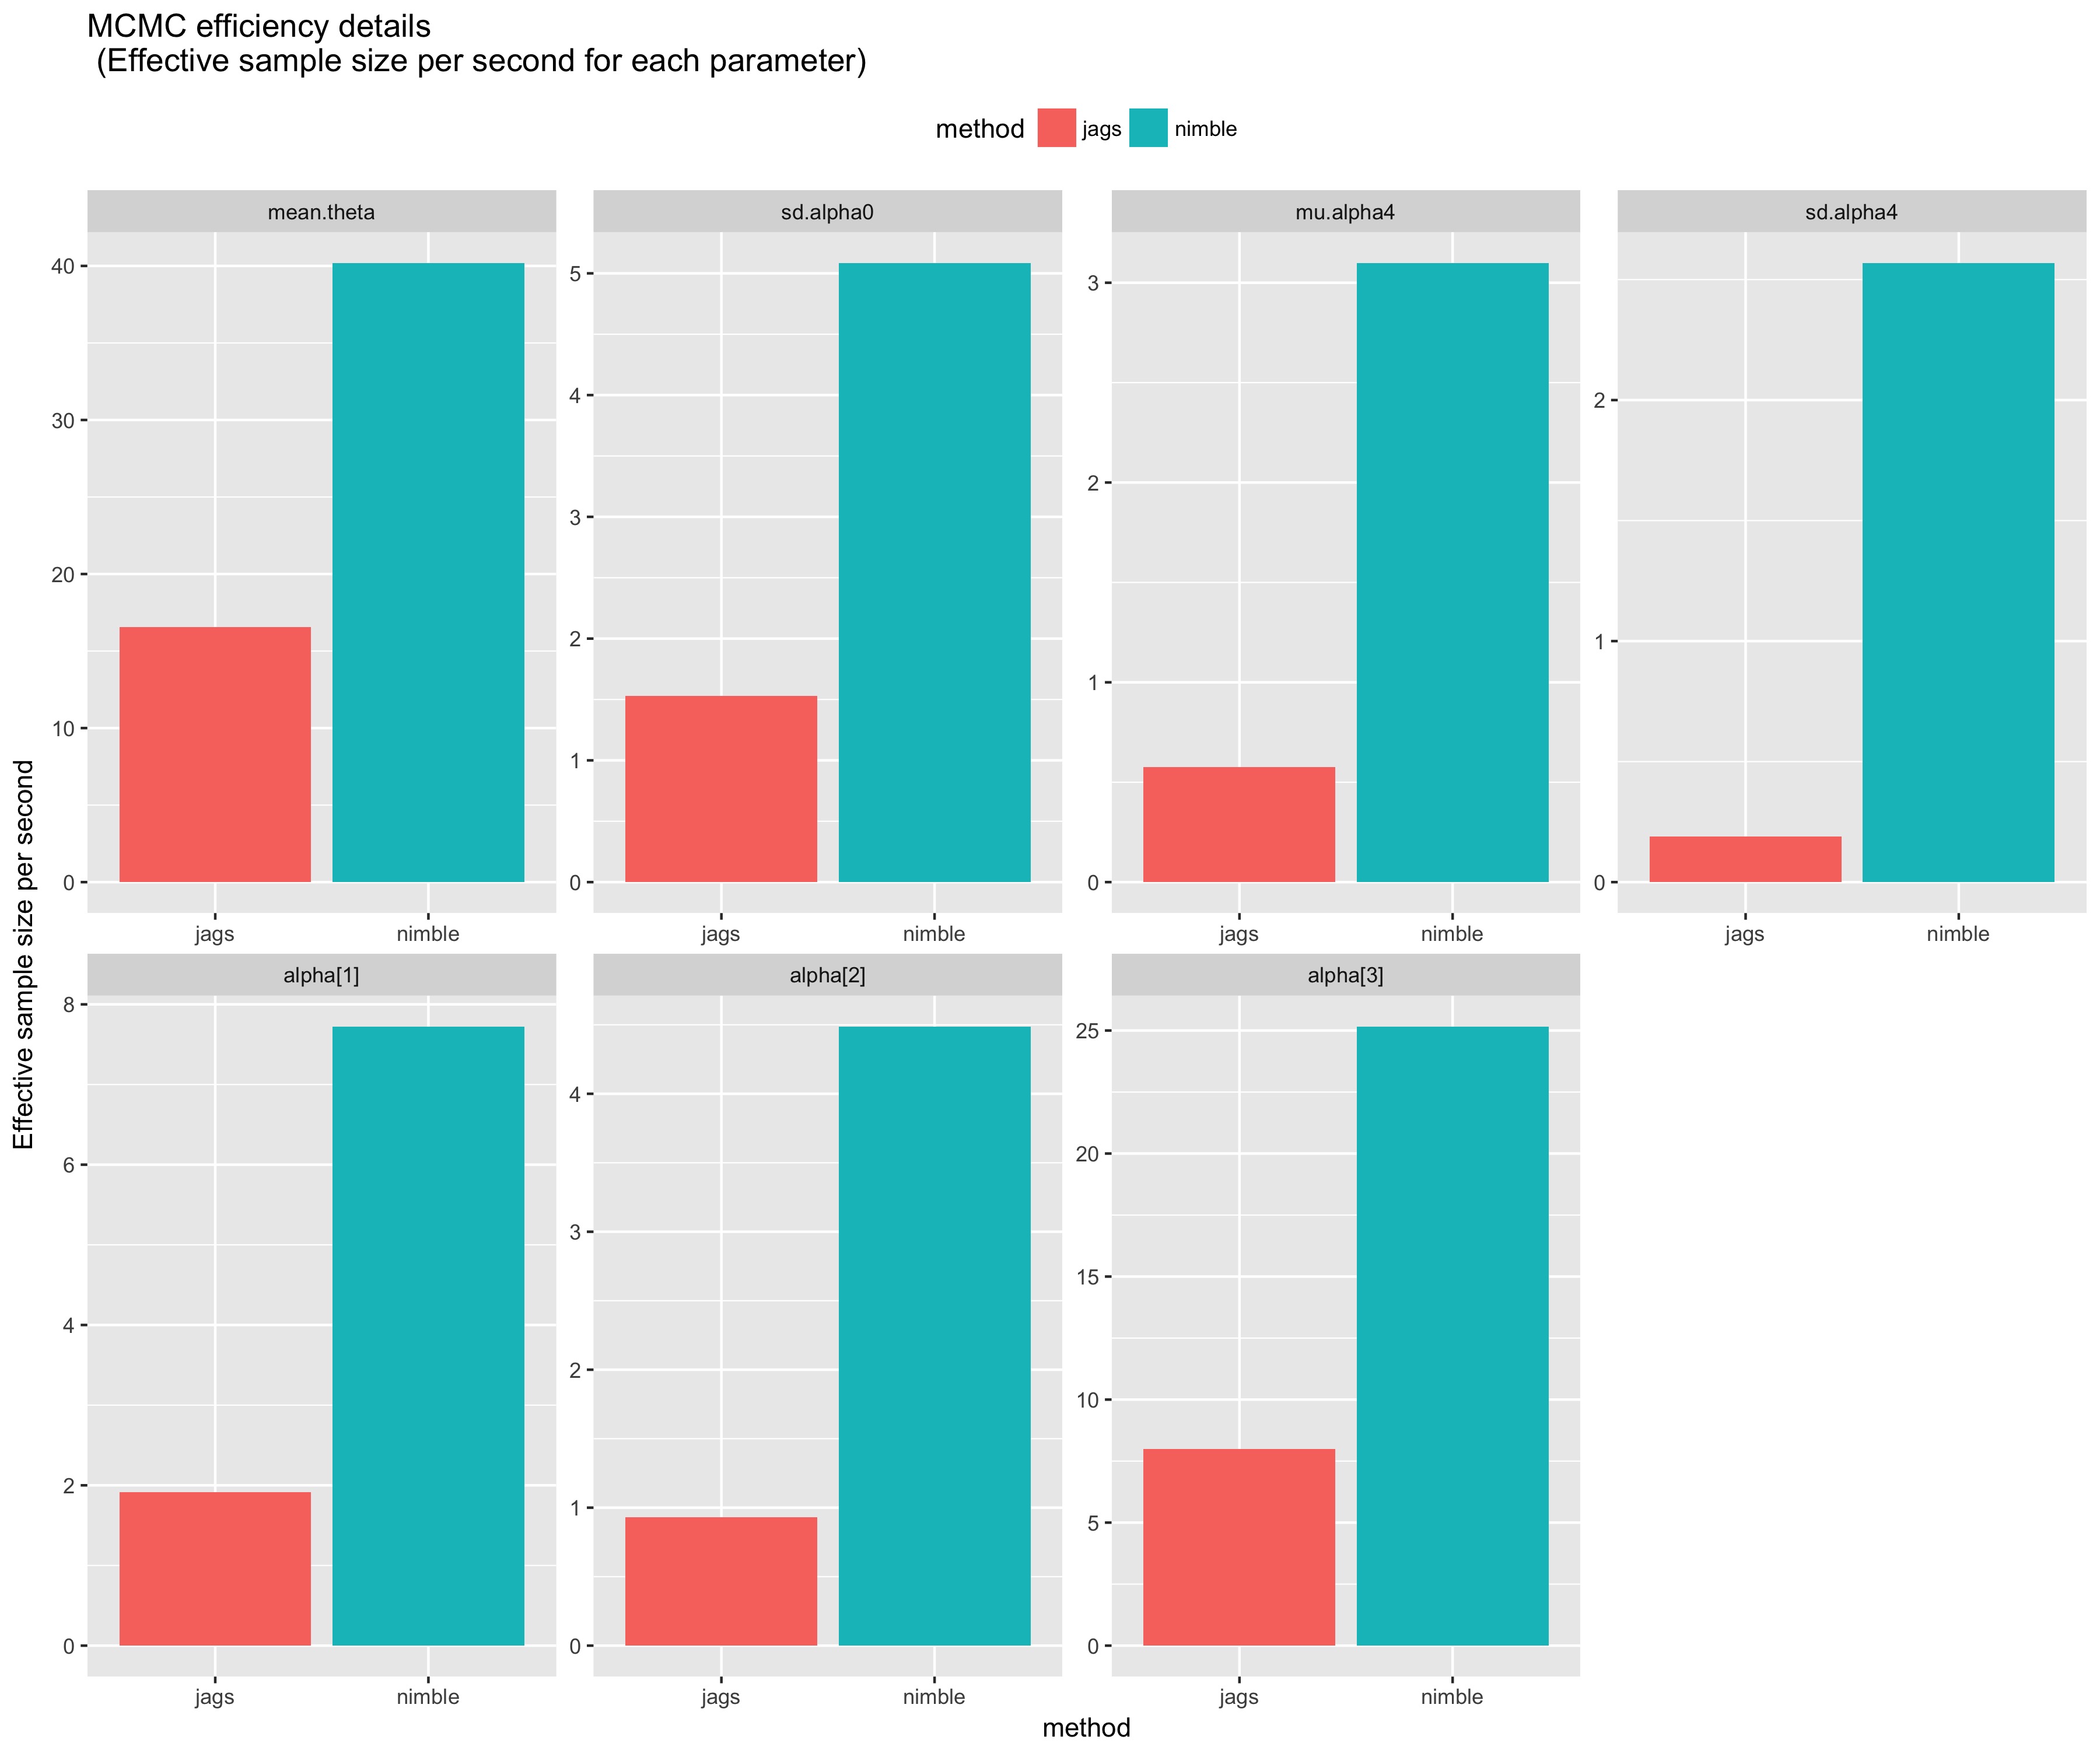 MCMC efficiency details
(Effective sample size per second for each parameter)
method jags nimble
Effective sample size per second
mean.theta
40
30
20
10
0
jags nimble
sd.alpha0
5
4
3
2
1
0
jags nimble
mu.alpha4
3
2
1
0
jags nimble
sd.alpha4
2
1
0
jags nimble
alpha[1]
8
6
4
2
0
jags nimble
alpha[2]
4
3
2
1
0
jags nimble
alpha[3]
25
20
15
10
5
0
jags nimble
method